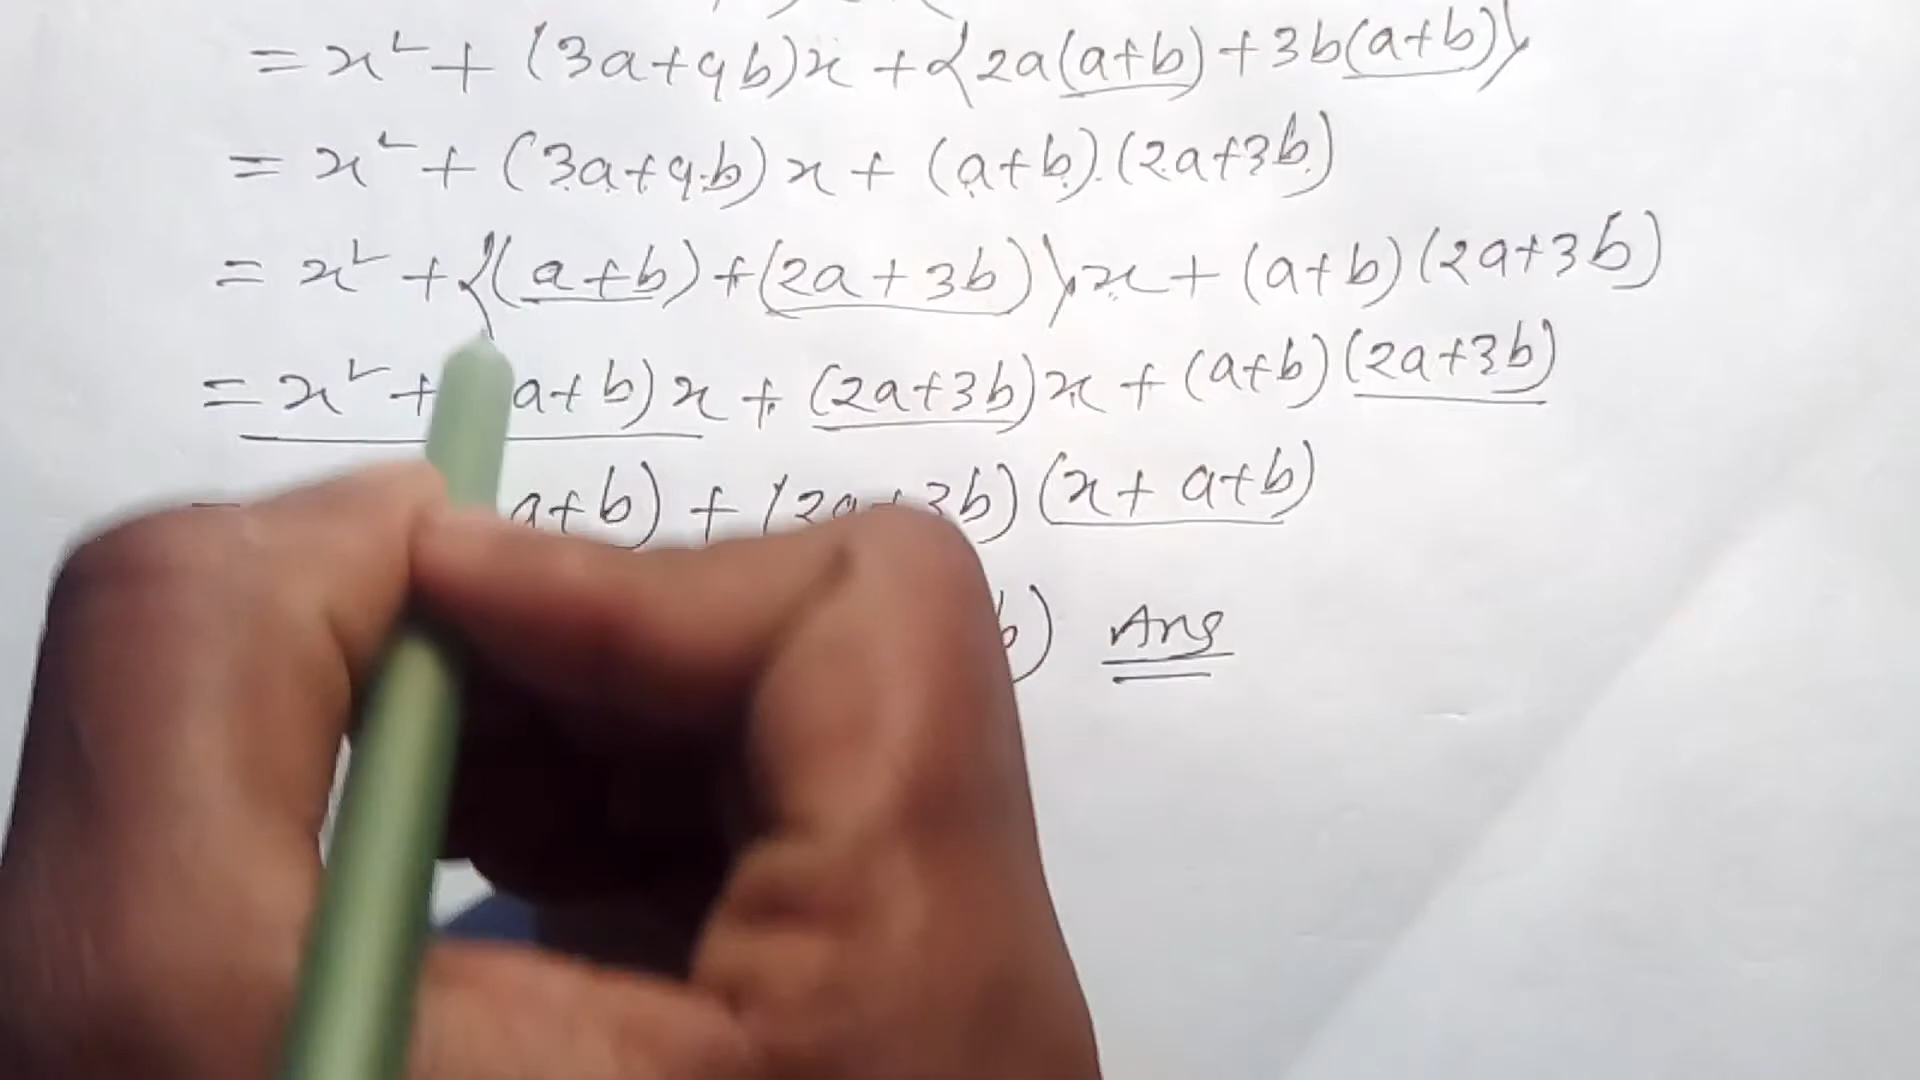 = x² + (3a+4b)x + {2a(a+b)+3b(a+b)}
= x² + (3a+4b)x + (a+b)(2a+3b)
= x² + {(a+b)+(2a+3b)}x + (a+b)(2a+3b)
= x² + a+b)x + (2a+3b)x + (a+b)(2a+3b)
a+b) + (2a+3b)(x+a+b)
b) Ans